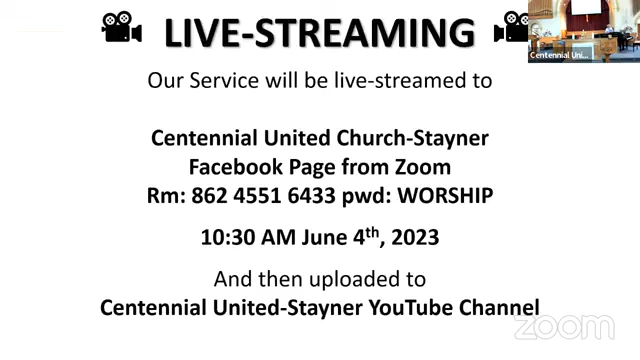 LIVE-STREAMING
Our Service will be live-streamed to
Centennial United Church-Stayner
Facebook Page from Zoom
Rm: 862 4551 6433 pwd: WORSHIP
10:30 AM June 4th, 2023
And then uploaded to
Centennial United-Stayner YouTube Channel
Centennial Uni...
zoom